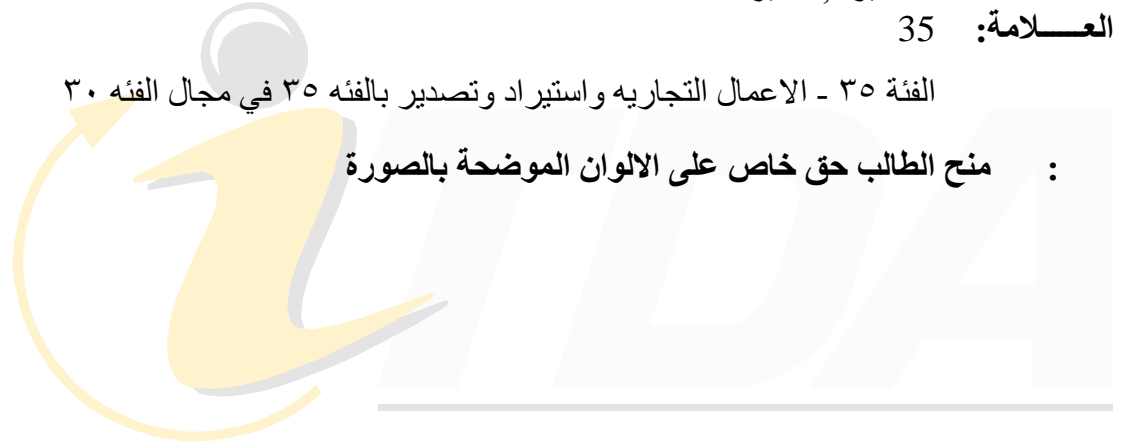 العـــــلامة: 35
الفئة ٣٥ - الاعمال التجاريه واستيراد وتصدير بالفئه ٣٥ في مجال الفئه ٣٠
: منح الطالب حق خاص على الالوان الموضحة بالصورة
iTDA